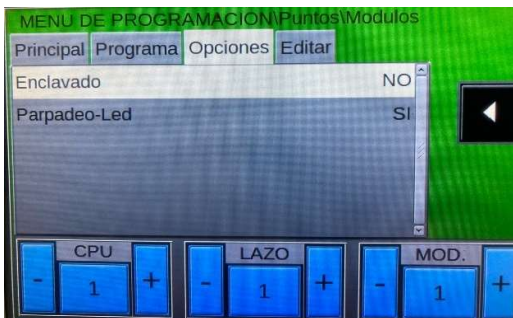 MENU DE PROGRAMACION\Puntos\Modulos
Principal Programa Opciones Editar
Enclavado NO
Parpadeo-Led SI
CPU LAZO MOD.
- 1 + - 1 + - 1 +